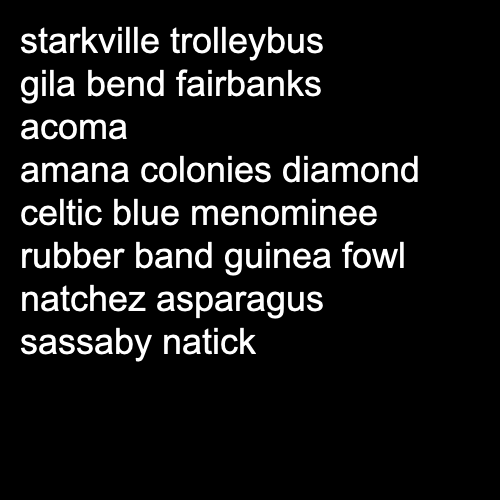 starkville trolleybus
gila bend fairbanks
acoma
amana colonies diamond
celtic blue menominee
rubber band guinea fowl
natchez asparagus
sassaby natick